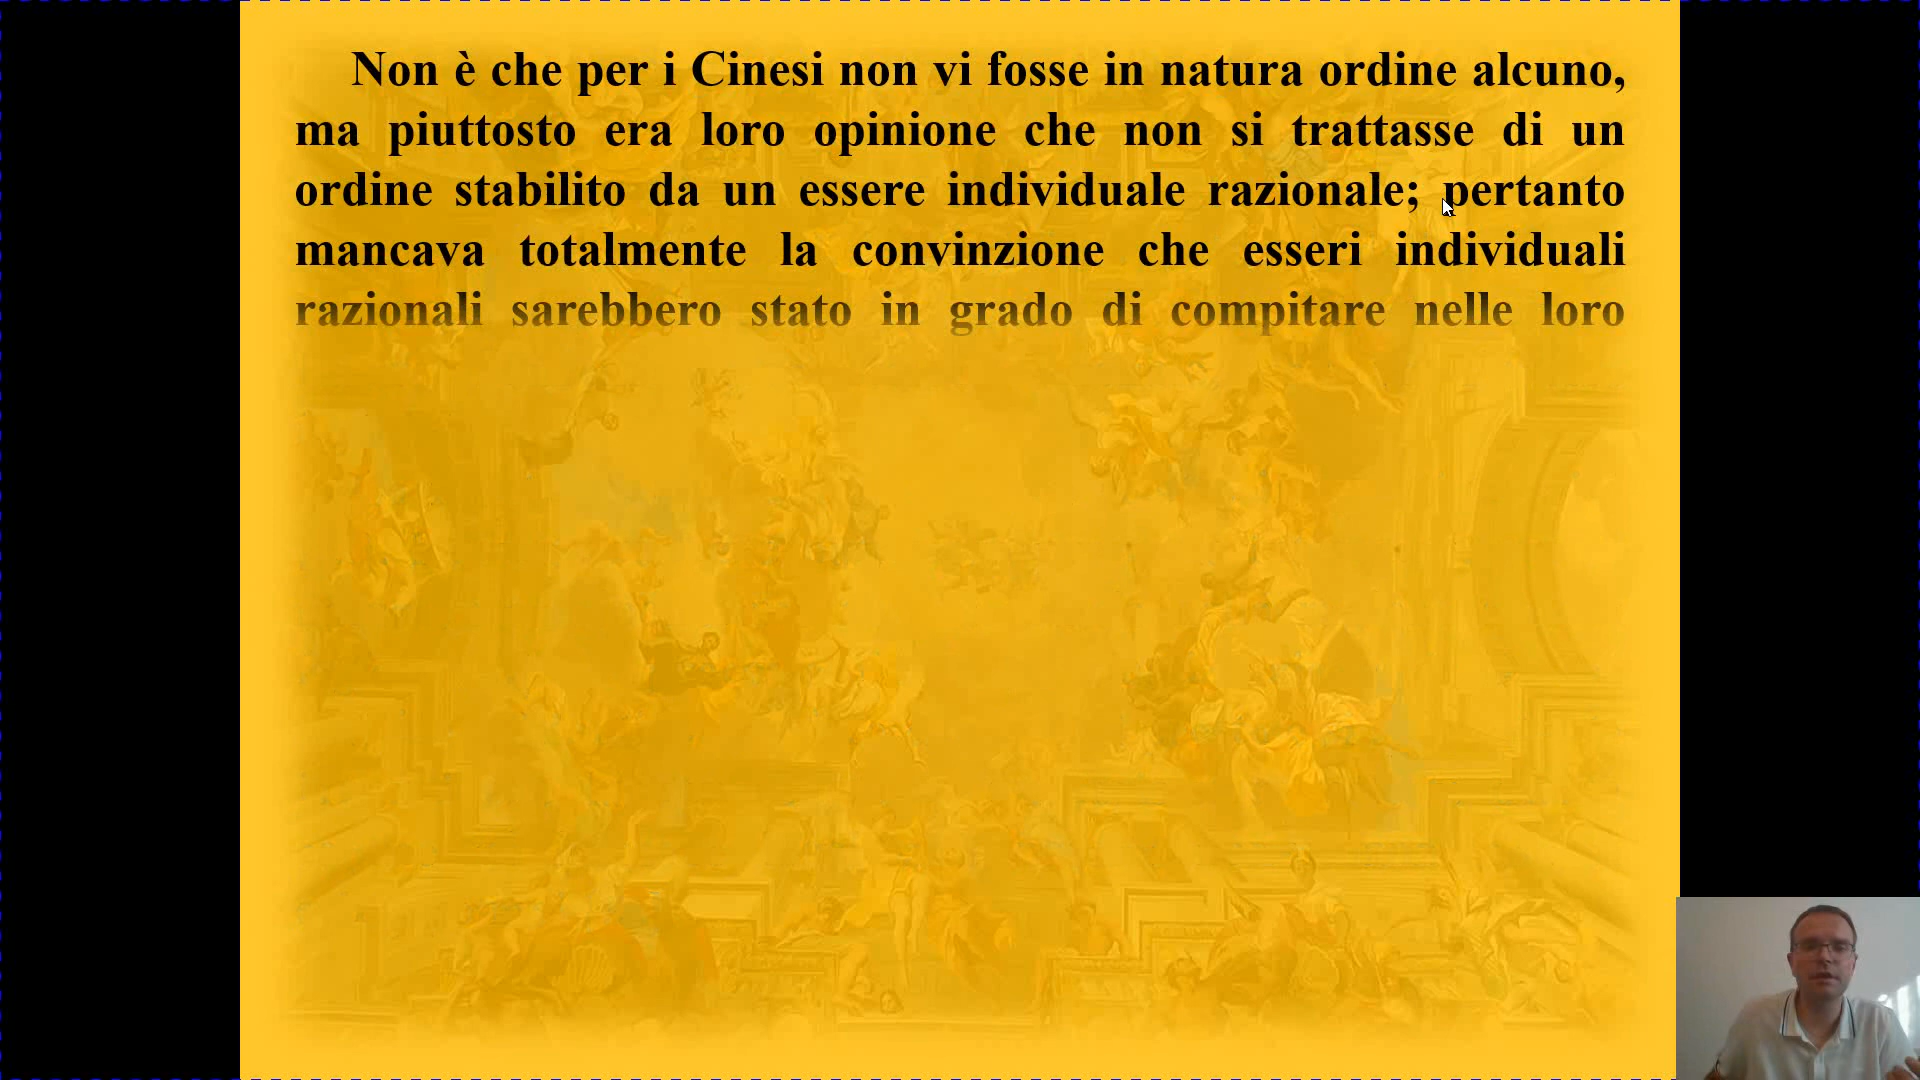 Non è che per i Cinesi non vi fosse in natura ordine alcuno,
ma piuttosto era loro opinione che non si trattasse di un
ordine stabilito da un essere individuale razionale; pertanto
mancava totalmente la convinzione che esseri individuali
razionali sarebbero stato in grado di compitare nelle loro